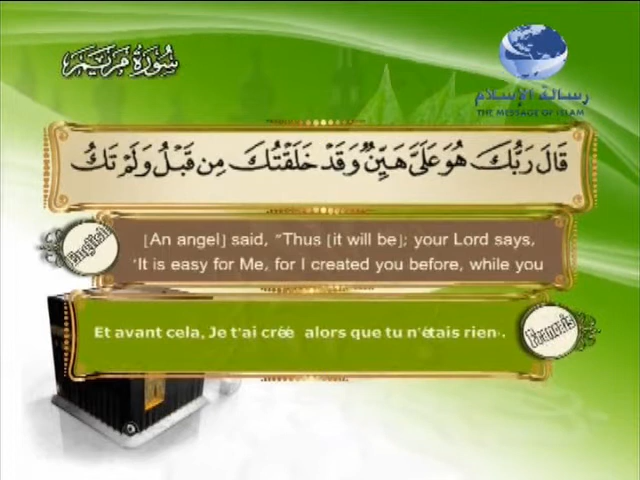 سُورَةُ مَرْيَمَ
رسالة الإسلام
THE MESSAGE OF ISLAM
قَالَ رَبُّكَ هُوَ عَلَىَّ هَيِّنٌ وَقَدْ خَلَقْتُكَ مِن قَبْلُ وَلَمْ تَكُ
English
[An angel] said, “Thus [it will be]; your Lord says,
‘It is easy for Me, for I created you before, while you
Et avant cela, Je t'ai créé alors que tu n'étais rien.
Français